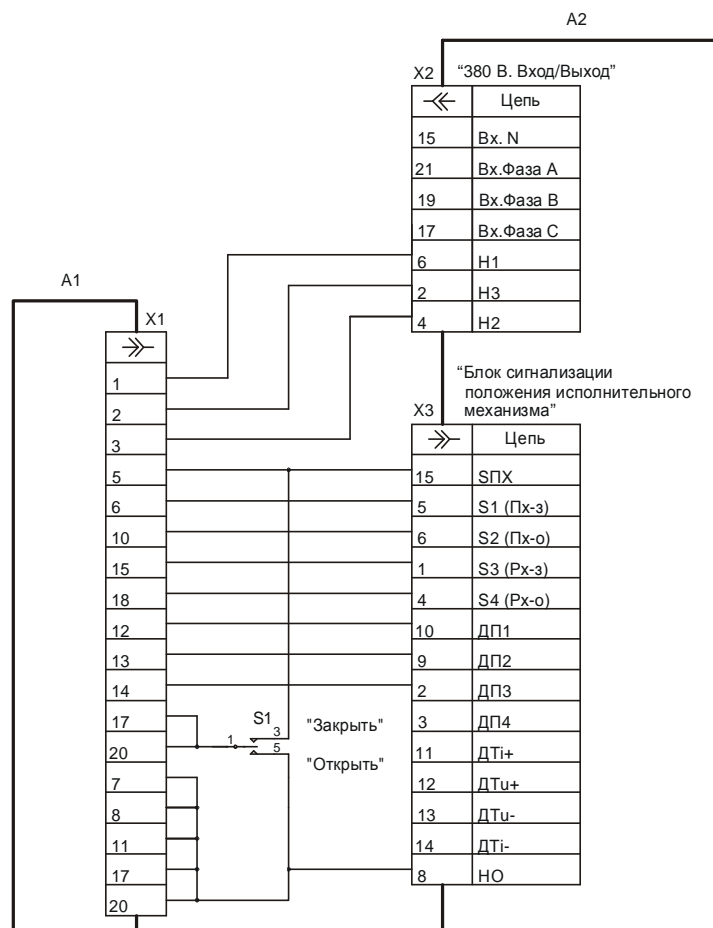 A2
X2 “380 В. Вход/Выход”
Цепь
15 Вх. N
21 Вх.Фаза А
19 Вх.Фаза В
17 Вх.Фаза С
6 Н1
2 Н3
4 Н2
A1
X1
1
2
3
5
6
10
15
18
12
13
14
17
20
7
8
11
17
20
S1
1
3
5
"Закрыть"
"Открыть"
“Блок сигнализации
положения исполнительного
механизма”
X3
Цепь
15 SПХ
5 S1 (Пх-з)
6 S2 (Пх-о)
1 S3 (Рх-з)
4 S4 (Рх-о)
10 ДП1
9 ДП2
2 ДП3
3 ДП4
11 ДТi+
12 ДТu+
13 ДТu-
14 ДТi-
8 НО